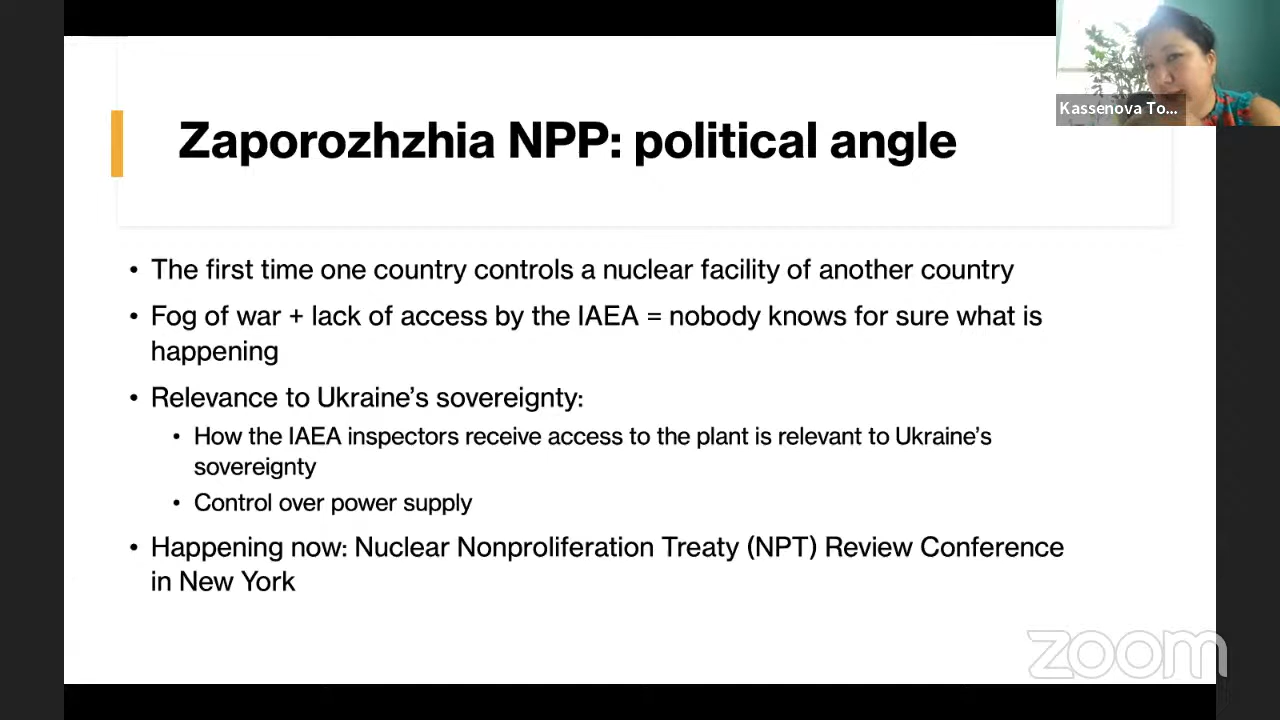 Kassenova To...
Zaporozhzhia NPP: political angle
• The first time one country controls a nuclear facility of another country
• Fog of war + lack of access by the IAEA = nobody knows for sure what is
happening
• Relevance to Ukraine’s sovereignty:
• How the IAEA inspectors receive access to the plant is relevant to Ukraine’s
sovereignty
• Control over power supply
• Happening now: Nuclear Nonproliferation Treaty (NPT) Review Conference
in New York
zoom